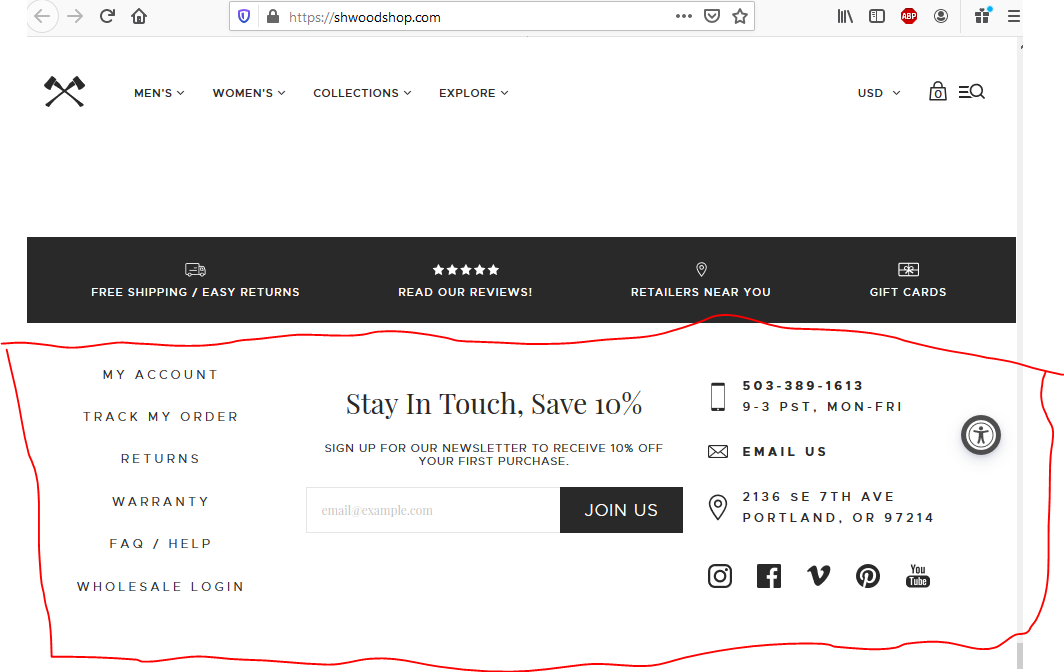 https://shwoodshop.com
ABP
MEN'S
WOMEN'S
COLLECTIONS
EXPLORE
USD
0
FREE SHIPPING / EASY RETURNS
READ OUR REVIEWS!
RETAILERS NEAR YOU
GIFT CARDS
MY ACCOUNT
TRACK MY ORDER
RETURNS
WARRANTY
FAQ / HELP
WHOLESALE LOGIN
Stay In Touch, Save 10%
SIGN UP FOR OUR NEWSLETTER TO RECEIVE 10% OFF
YOUR FIRST PURCHASE.
email@example.com
JOIN US
503-389-1613
9-3 PST, MON-FRI
EMAIL US
2136 SE 7TH AVE
PORTLAND, OR 97214
You
Tube